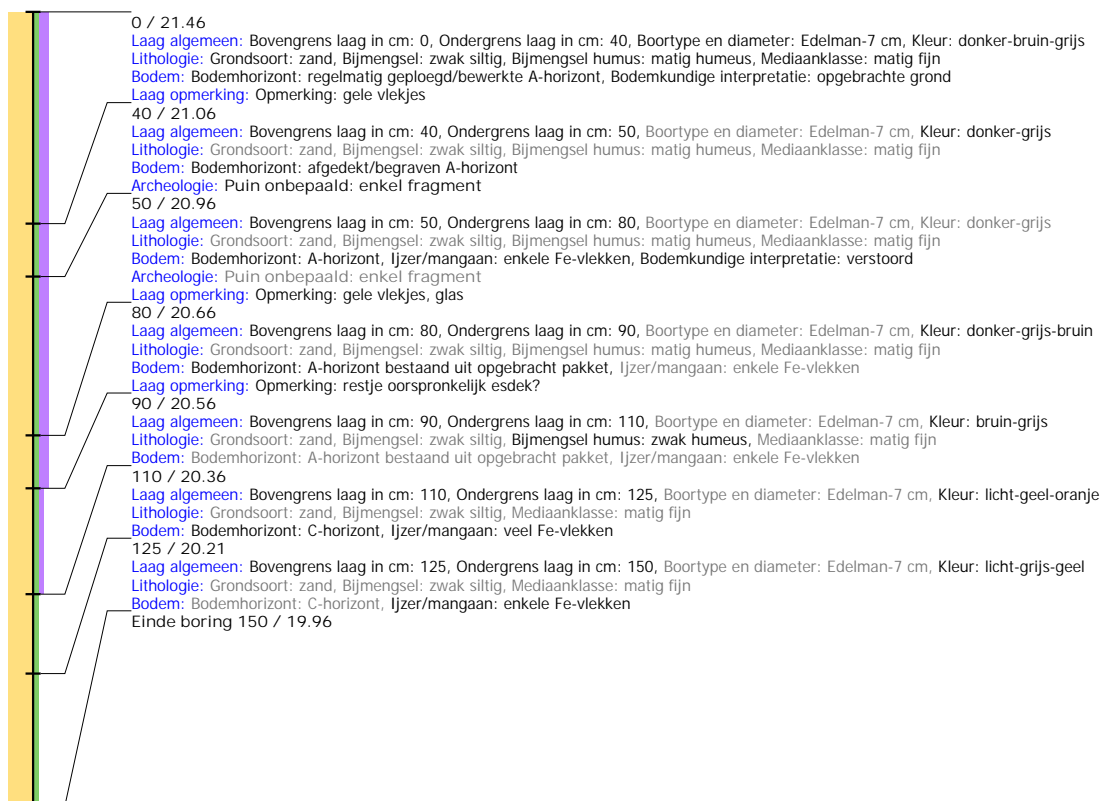 0 / 21.46
Laag algemeen: Bovengrens laag in cm: 0, Ondergrens laag in cm: 40, Boortype en diameter: Edelman-7 cm, Kleur: donker-bruin-grijs
Lithologie: Grondsoort: zand, Bijmengsel: zwak siltig, Bijmengsel humus: matig humeus, Mediaanklasse: matig fijn
Bodem: Bodemhorizont: regelmatig geploegd/bewerkte A-horizont, Bodemkundige interpretatie: opgebrachte grond
Laag opmerking: Opmerking: gele vlekjes
40 / 21.06
Laag algemeen: Bovengrens laag in cm: 40, Ondergrens laag in cm: 50, Boortype en diameter: Edelman-7 cm, Kleur: donker-grijs
Lithologie: Grondsoort: zand, Bijmengsel: zwak siltig, Bijmengsel humus: matig humeus, Mediaanklasse: matig fijn
Bodem: Bodemhorizont: afgedekt/begraven A-horizont
Archeologie: Puin onbepaald: enkel fragment
50 / 20.96
Laag algemeen: Bovengrens laag in cm: 50, Ondergrens laag in cm: 80, Boortype en diameter: Edelman-7 cm, Kleur: donker-grijs
Lithologie: Grondsoort: zand, Bijmengsel: zwak siltig, Bijmengsel humus: matig humeus, Mediaanklasse: matig fijn
Bodem: Bodemhorizont: A-horizont, Ijzer/mangaan: enkele Fe-vlekken, Bodemkundige interpretatie: verstoord
Archeologie: Puin onbepaald: enkel fragment
Laag opmerking: Opmerking: gele vlekjes, glas
80 / 20.66
Laag algemeen: Bovengrens laag in cm: 80, Ondergrens laag in cm: 90, Boortype en diameter: Edelman-7 cm, Kleur: donker-grijs-bruin
Lithologie: Grondsoort: zand, Bijmengsel: zwak siltig, Bijmengsel humus: matig humeus, Mediaanklasse: matig fijn
Bodem: Bodemhorizont: A-horizont bestaand uit opgebracht pakket, Ijzer/mangaan: enkele Fe-vlekken
Laag opmerking: Opmerking: restje oorspronkelijk esdek?
90 / 20.56
Laag algemeen: Bovengrens laag in cm: 90, Ondergrens laag in cm: 110, Boortype en diameter: Edelman-7 cm, Kleur: bruin-grijs
Lithologie: Grondsoort: zand, Bijmengsel: zwak siltig, Bijmengsel humus: zwak humeus, Mediaanklasse: matig fijn
Bodem: Bodemhorizont: A-horizont bestaand uit opgebracht pakket, Ijzer/mangaan: enkele Fe-vlekken
110 / 20.36
Laag algemeen: Bovengrens laag in cm: 110, Ondergrens laag in cm: 125, Boortype en diameter: Edelman-7 cm, Kleur: licht-geel-oranje
Lithologie: Grondsoort: zand, Bijmengsel: zwak siltig, Mediaanklasse: matig fijn
Bodem: Bodemhorizont: C-horizont, Ijzer/mangaan: veel Fe-vlekken
125 / 20.21
Laag algemeen: Bovengrens laag in cm: 125, Ondergrens laag in cm: 150, Boortype en diameter: Edelman-7 cm, Kleur: licht-grijs-geel
Lithologie: Grondsoort: zand, Bijmengsel: zwak siltig, Mediaanklasse: matig fijn
Bodem: Bodemhorizont: C-horizont, Ijzer/mangaan: enkele Fe-vlekken
Einde boring 150 / 19.96